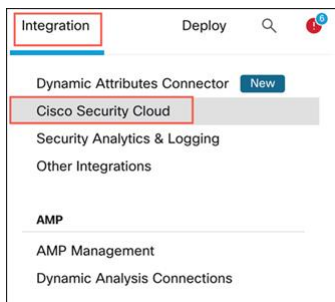 Integration Deploy 6
Dynamic Attributes Connector New
Cisco Security Cloud
Security Analytics & Logging
Other Integrations
AMP
AMP Management
Dynamic Analysis Connections